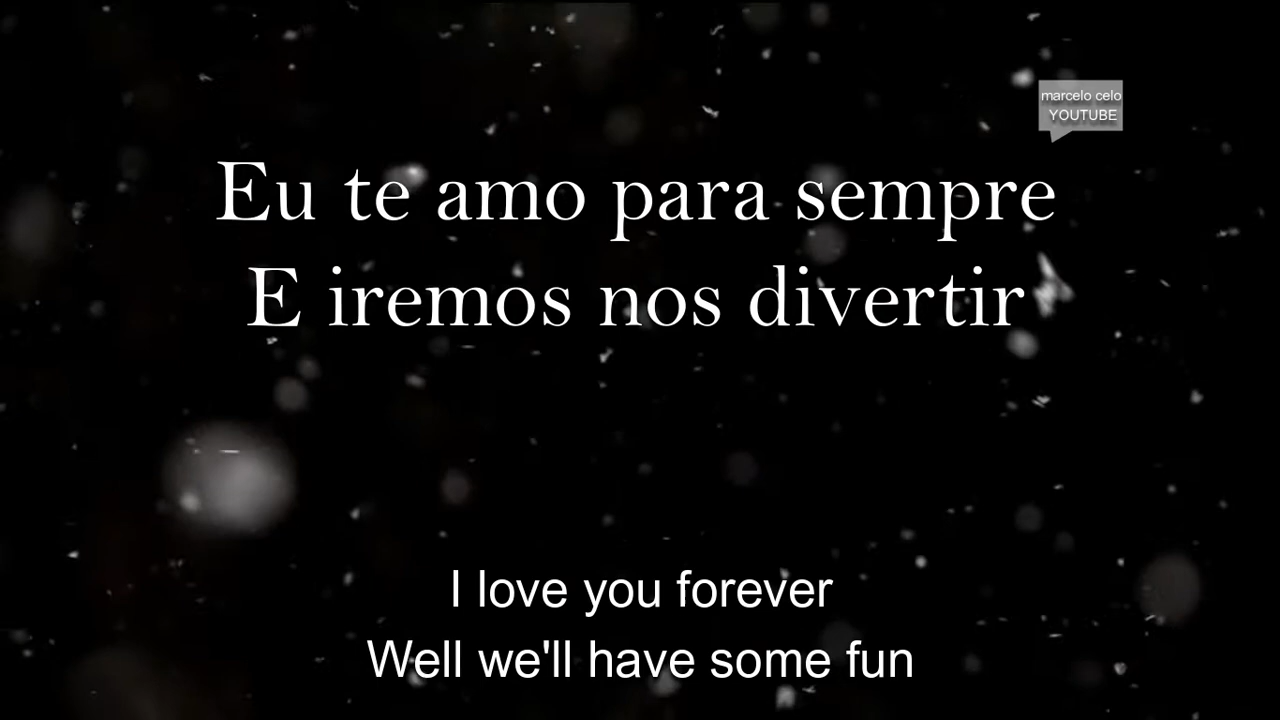 marcelo celo
YOUTUBE
Eu te amo para sempre
E iremos nos divertir
I love you forever
Well we'll have some fun